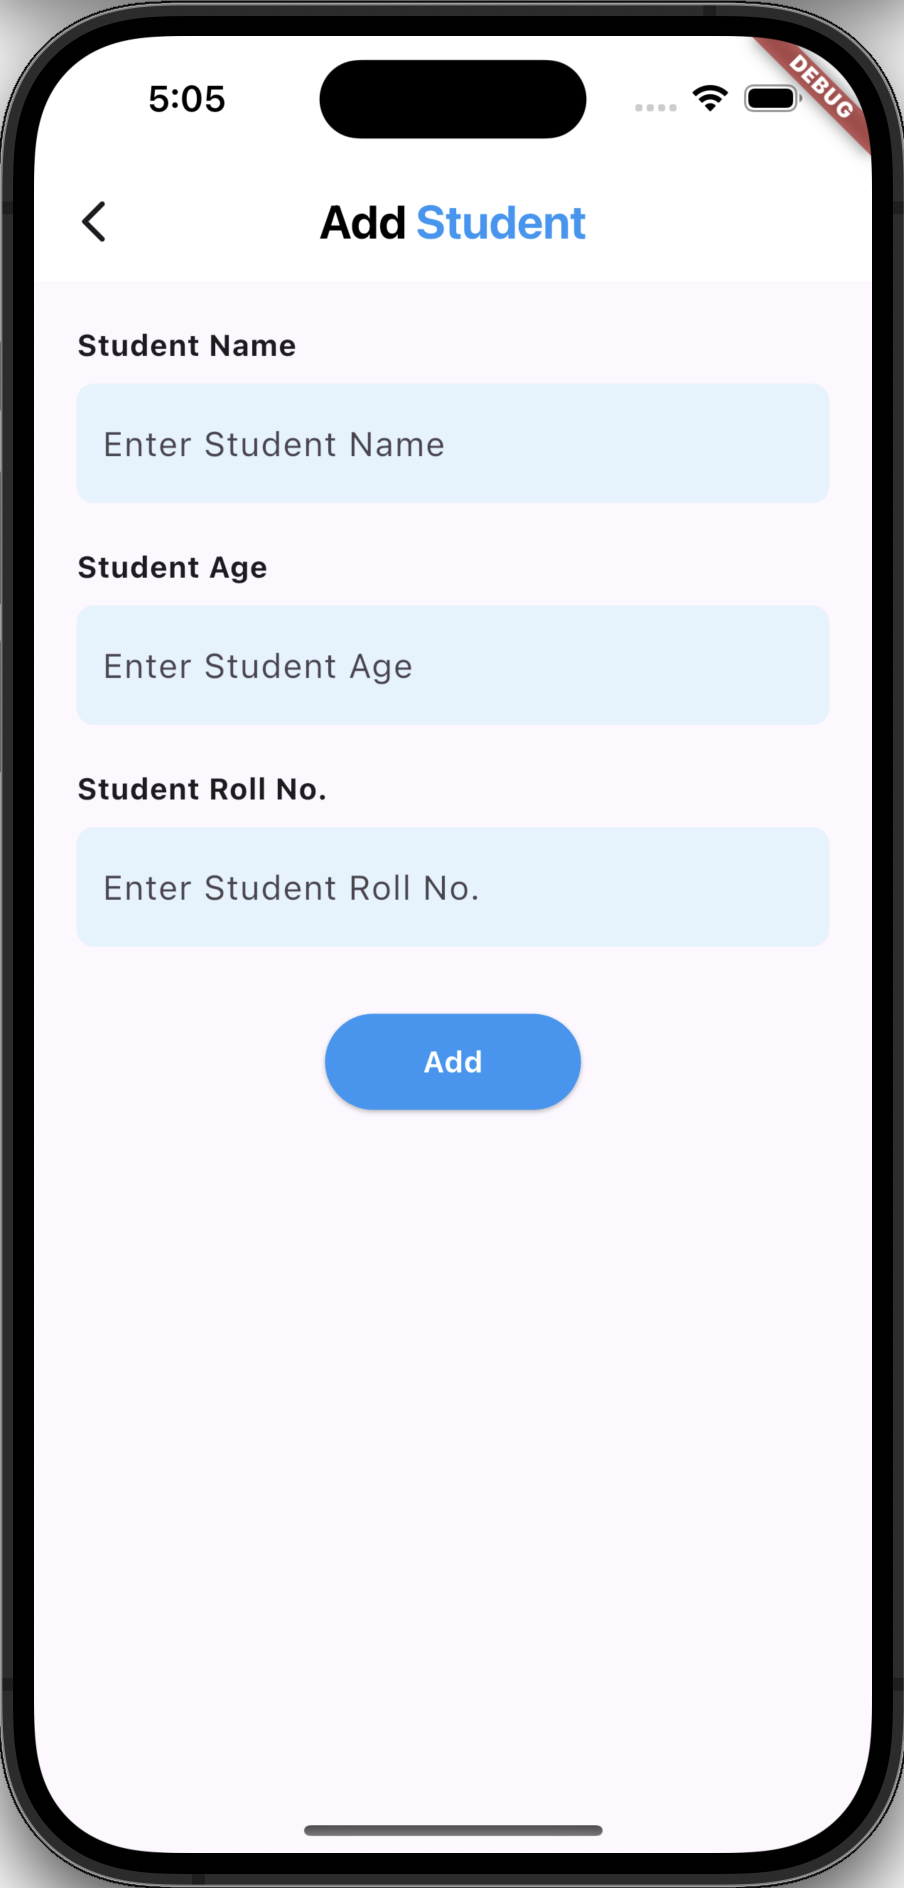 5:05
DEBUG
Add Student
Student Name
Enter Student Name
Student Age
Enter Student Age
Student Roll No.
Enter Student Roll No.
Add